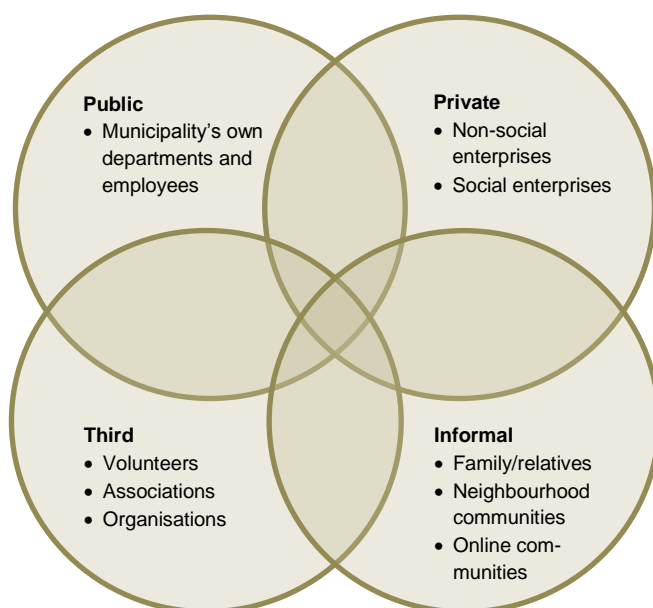 Public
• Municipality's own
departments and
employees
Private
• Non-social
enterprises
• Social enterprises
Third
• Volunteers
• Associations
• Organisations
Informal
• Family/relatives
• Neighbourhood
communities
• Online com-
munities